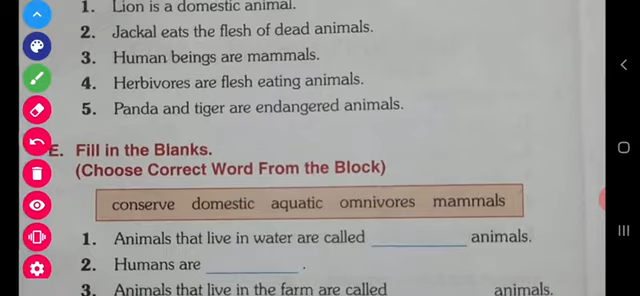 1. Lion is a domestic animal.
2. Jackal eats the flesh of dead animals.
3. Human beings are mammals.
4. Herbivores are flesh eating animals.
5. Panda and tiger are endangered animals.
E. Fill in the Blanks.
(Choose Correct Word From the Block)
conserve domestic aquatic omnivores mammals
1. Animals that live in water are called ____________ animals.
2. Humans are ____________ .
3. Animals that live in the farm are called animals.